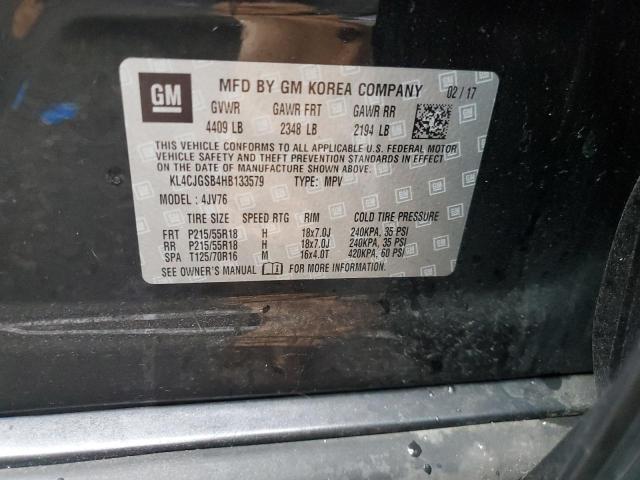 GM
MFD BY GM KOREA COMPANY 02/17
GVWR GAWR FRT GAWR RR
4409 LB 2348 LB 2194 LB
THIS VEHICLE CONFORMS TO ALL APPLICABLE U.S. FEDERAL MOTOR
VEHICLE SAFETY AND THEFT PREVENTION STANDARDS IN EFFECT ON
THE DATE OF MANUFACTURE SHOWN ABOVE.
KL4CJGSB4HB133579 TYPE: MPV
MODEL : 4JV76
TIRE SIZE SPEED RTG RIM COLD TIRE PRESSURE
FRT P215/55R18 H 18x7.0J 240KPA, 35 PSI
RR P215/55R18 H 18x7.0J 240KPA, 35 PSI
SPA T125/70R16 M 16x4.0T 420KPA, 60 PSI
SEE OWNER'S MANUAL FOR MORE INFORMATION.